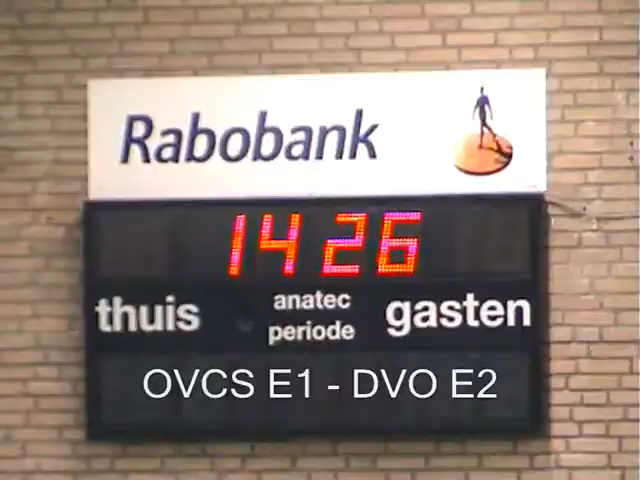 Rabobank
14 26
thuis
anatec
periode
gasten
OVCS E1 - DVO E2